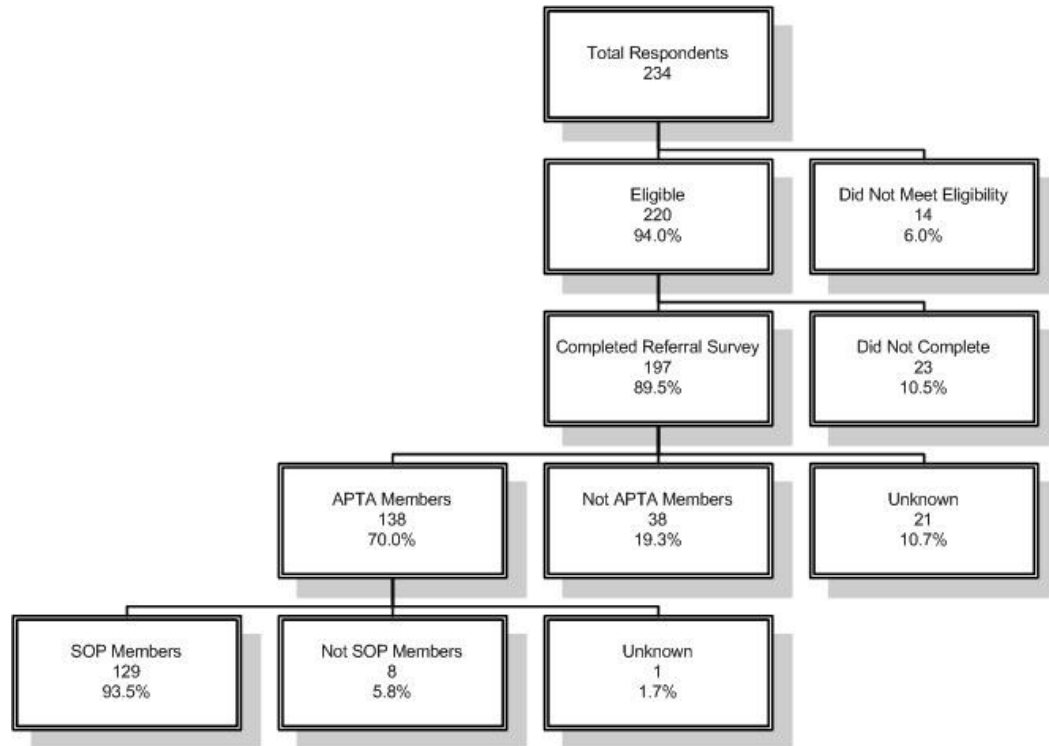 Total Respondents
234
Eligible
220
94.0%
Did Not Meet Eligibility
14
6.0%
Completed Referral Survey
197
89.5%
Did Not Complete
23
10.5%
APTA Members
138
70.0%
Not APTA Members
38
19.3%
Unknown
21
10.7%
SOP Members
129
93.5%
Not SOP Members
8
5.8%
Unknown
1
1.7%